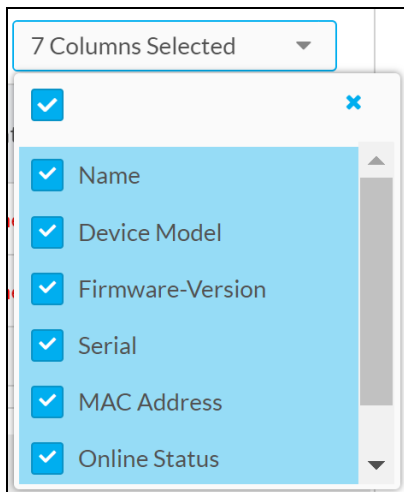 7 Columns Selected
Name
Device Model
Firmware-Version
Serial
MAC Address
Online Status